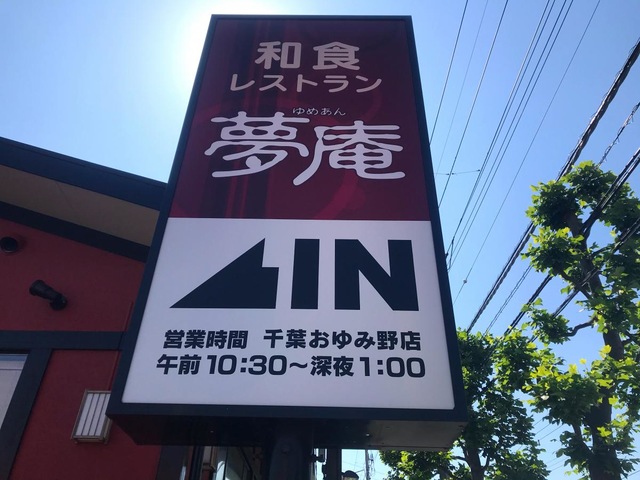 和食
レストラン
ゆめあん
夢庵
IN
営業時間 千葉おゆみ野店
午前10:30～深夜1:00